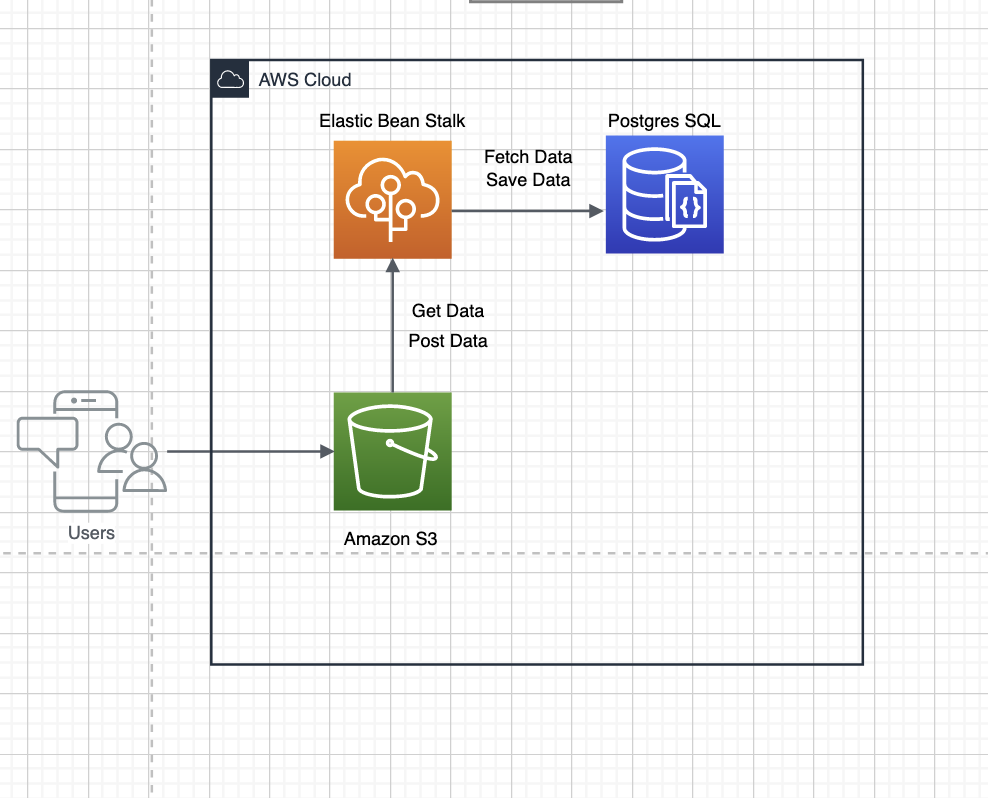 AWS Cloud
Elastic Bean Stalk
Postgres SQL
Fetch Data
Save Data
{}
Get Data
Post Data
Users
Amazon S3